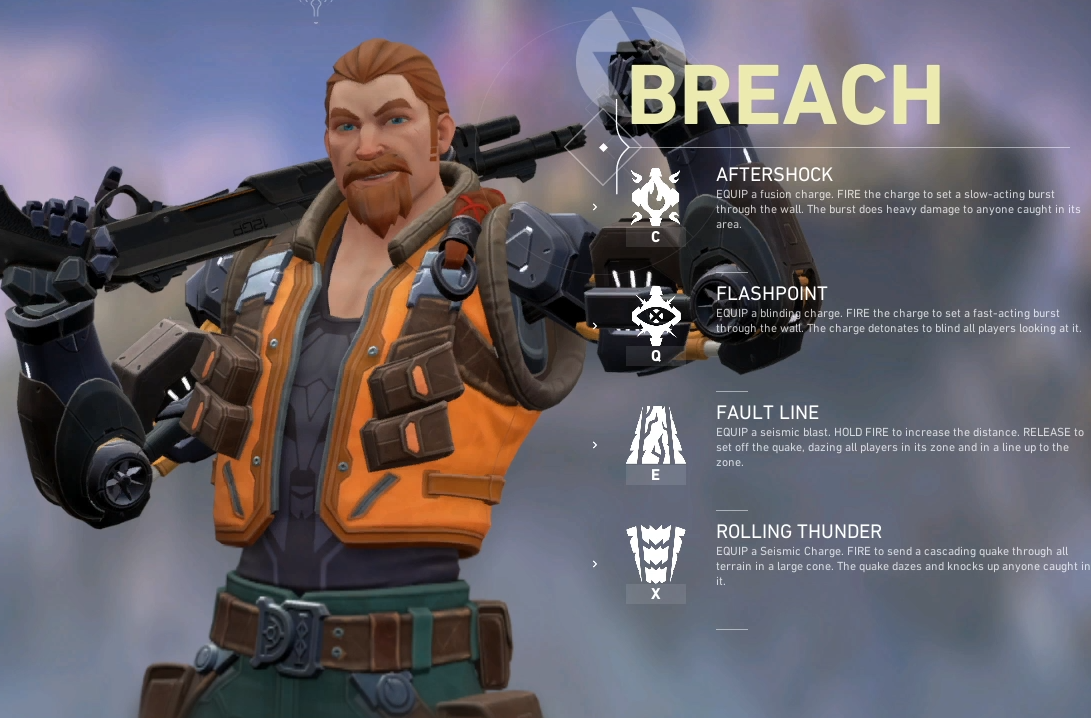 BREACH
AFTERSHOCK
EQUIP a fusion charge. FIRE the charge to set a slow-acting burst
through the wall. The burst does heavy damage to anyone caught in its
area.
C
FLASHPOINT
EQUIP a blinding charge. FIRE the charge to set a fast-acting burst
through the wall. The charge detonates to blind all players looking at it.
Q
FAULT LINE
EQUIP a seismic blast. HOLD FIRE to increase the distance. RELEASE to
set off the quake, dazing all players in its zone and in a line up to the
zone.
E
ROLLING THUNDER
EQUIP a Seismic Charge. FIRE to send a cascading quake through all
terrain in a large cone. The quake dazes and knocks up anyone caught in
it.
X